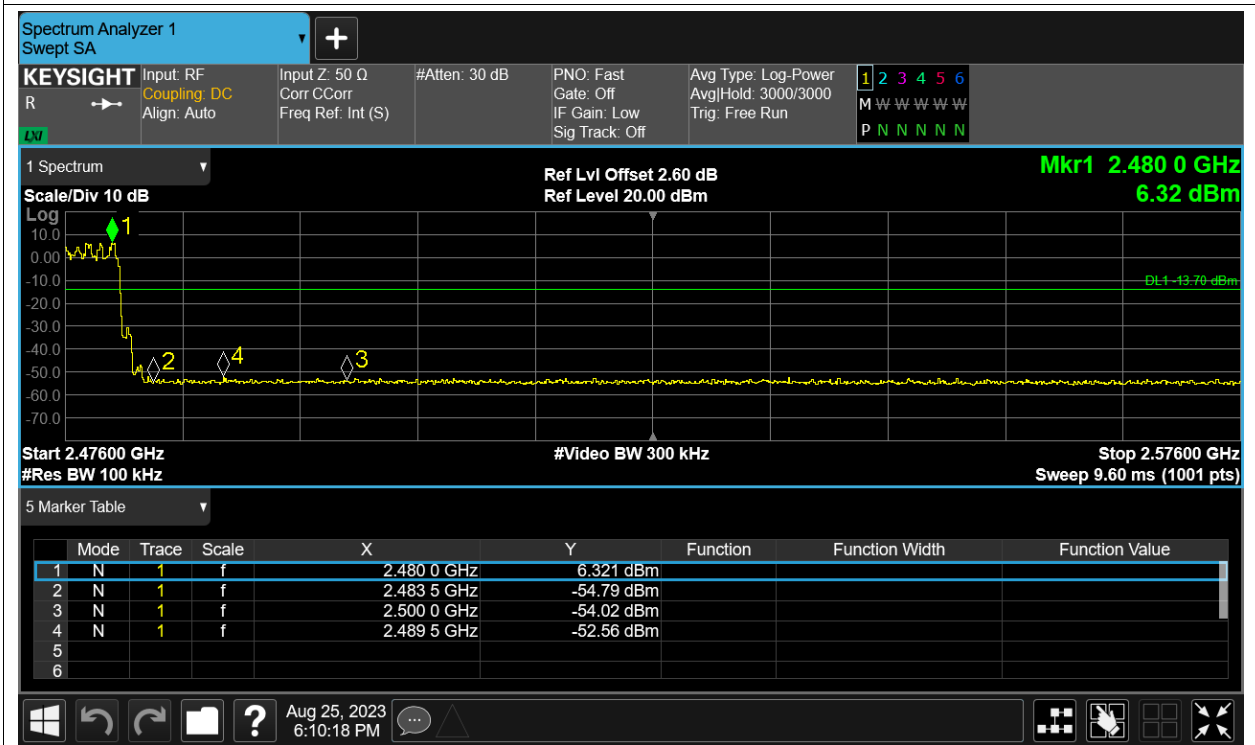 Spectrum Analyzer 1
Swept SA
+
KEYSIGHT Input: RF Input Z: 50 Ω #Atten: 30 dB PNO: Fast Avg Type: Log-Power 1 2 3 4 5 6
R Coupling: DC Corr CCorr Gate: Off Avg|Hold: 3000/3000 M W W W W W
Align: Auto Freq Ref: Int (S) IF Gain: Low Trig: Free Run
LXI Sig Track: Off P N N N N N
1 Spectrum Ref Lvl Offset 2.60 dB Mkr1 2.480 0 GHz
Scale/Div 10 dB Ref Level 20.00 dBm 6.32 dBm
Log
1
10.0
0.00
-10.0 DL1 -13.70 dBm
-20.0
-30.0
-40.0
2 4 3
-50.0
-60.0
-70.0
Start 2.47600 GHz #Video BW 300 kHz Stop 2.57600 GHz
#Res BW 100 kHz Sweep 9.60 ms (1001 pts)
5 Marker Table
Mode Trace Scale X Y Function Function Width Function Value
1 N 1 f 2.480 0 GHz 6.321 dBm
2 N 1 f 2.483 5 GHz -54.79 dBm
3 N 1 f 2.500 0 GHz -54.02 dBm
4 N 1 f 2.489 5 GHz -52.56 dBm
5
6
? Aug 25, 2023
6:10:18 PM